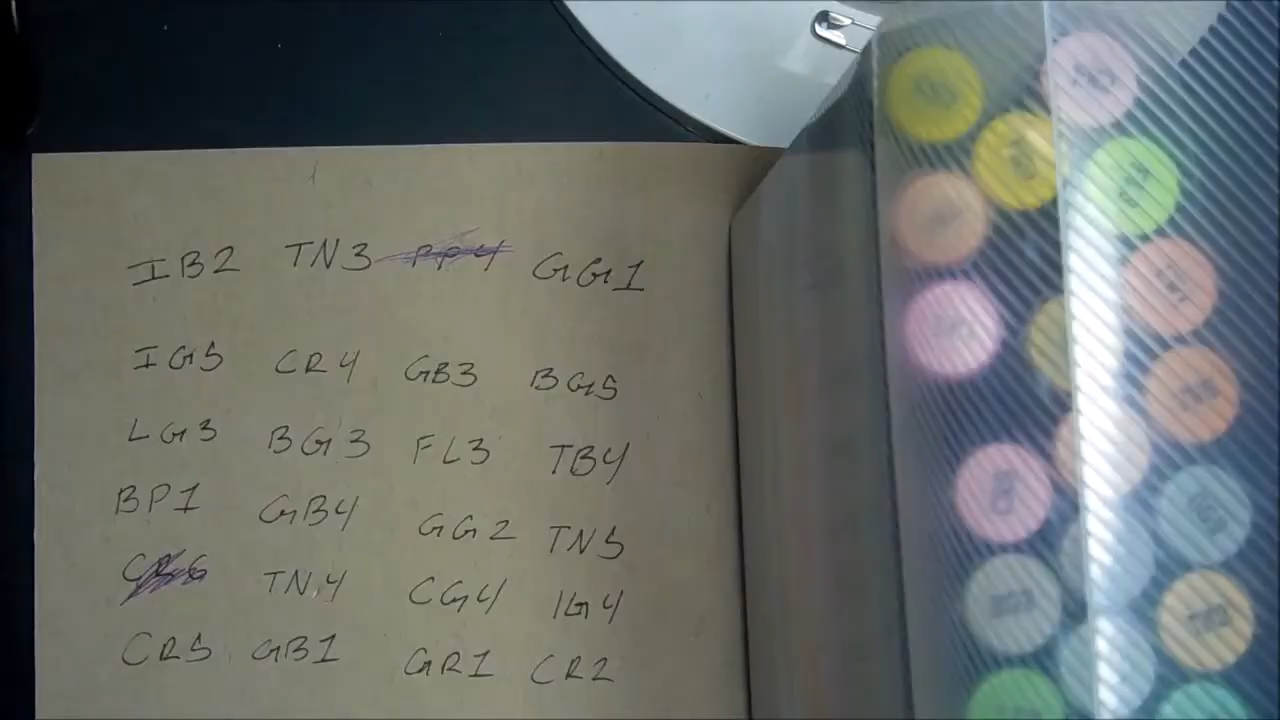 IB2 TN3 PP4 GG1
IG5 CR4 GB3 BG5
LG3 BG3 FL3 TB4
BP1 GB4 GG2 TN5
TN4 CG4 IG4
CR5 GB1 GR1 CR2